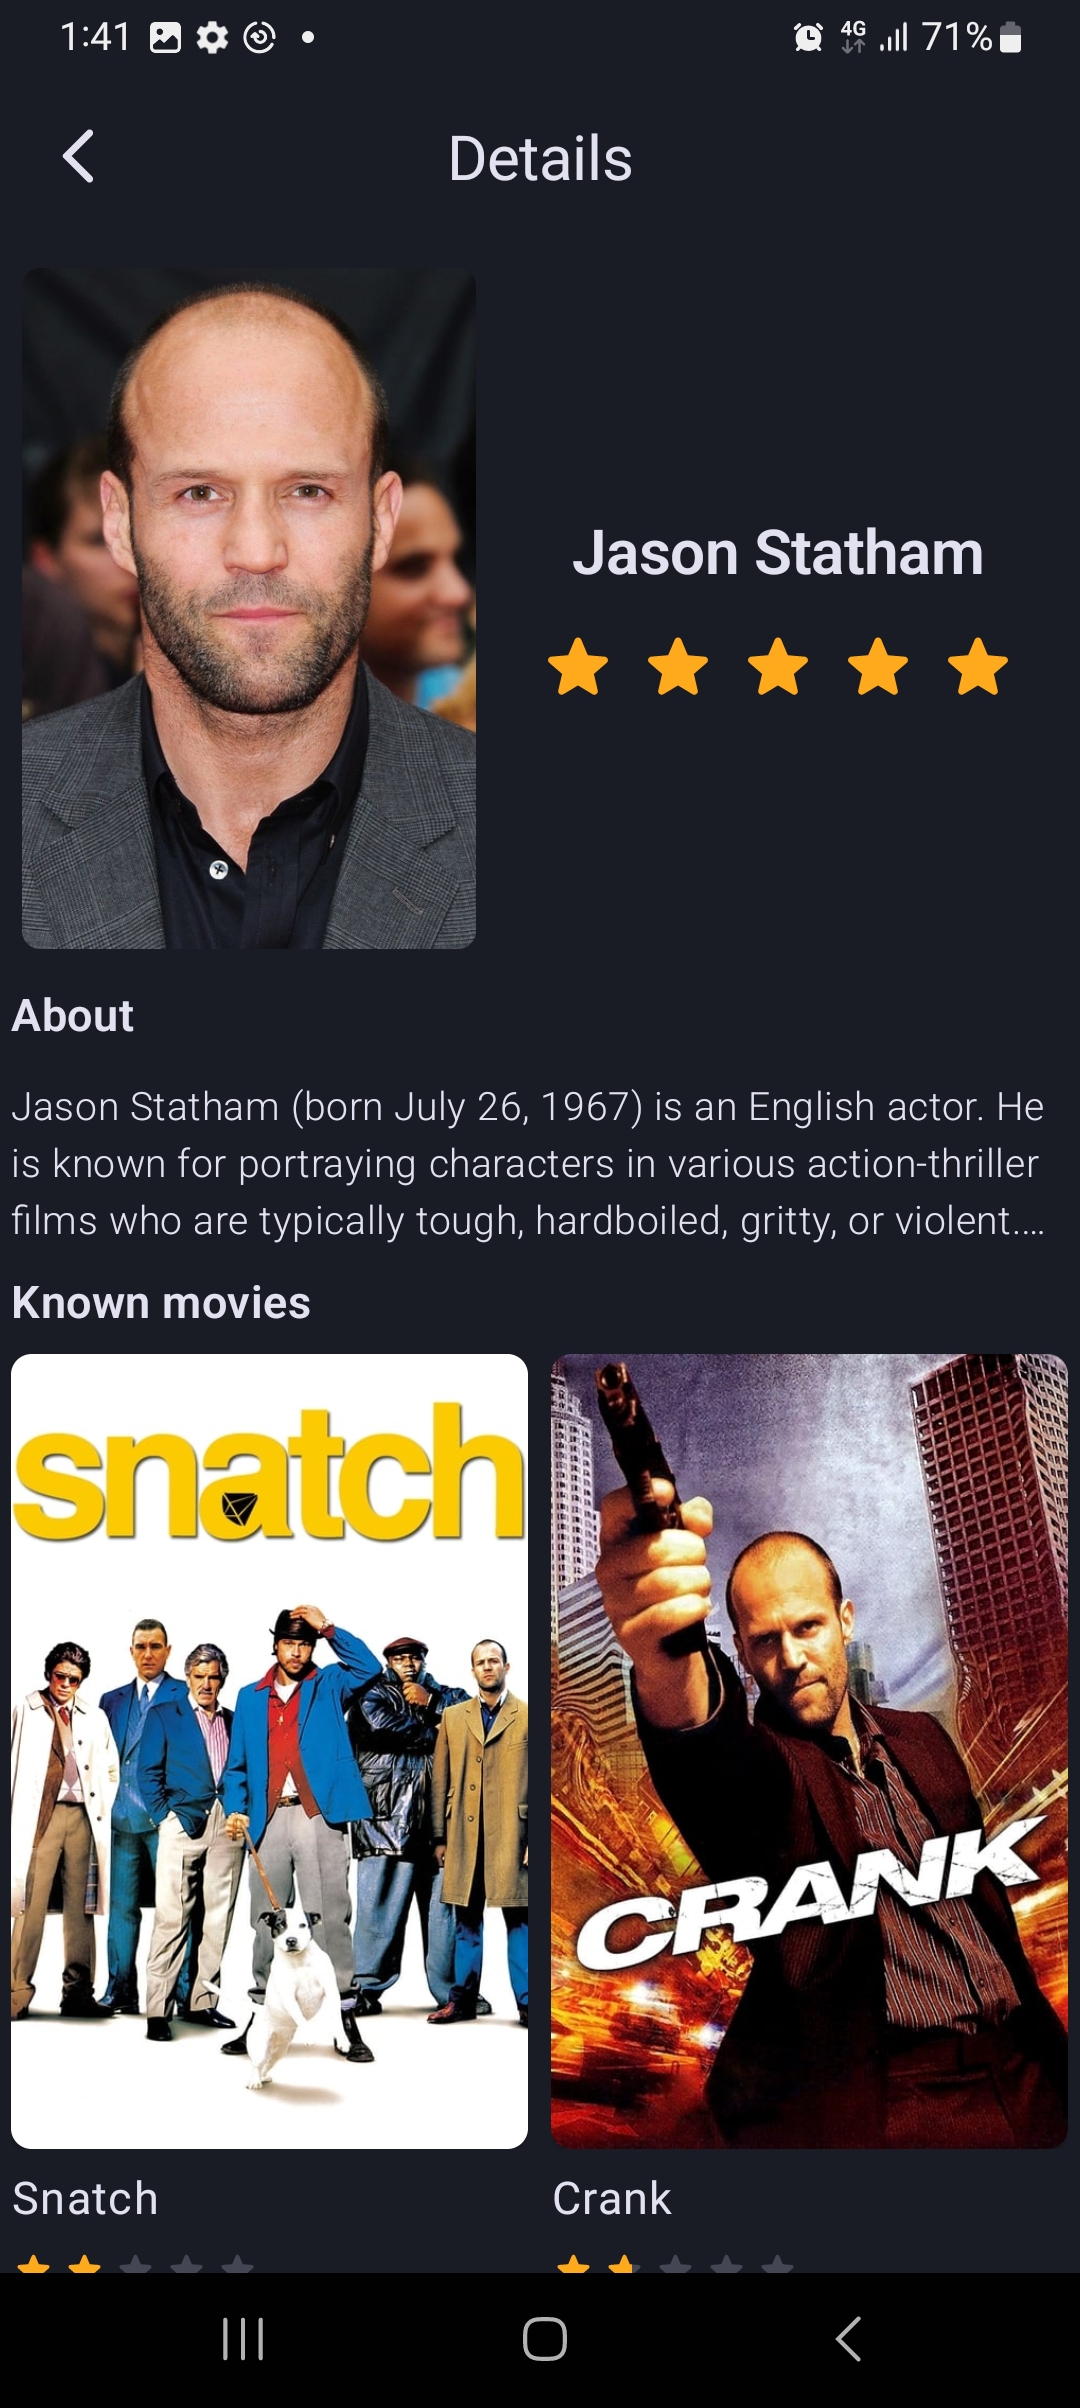 1:41 4G 71%
Details
Jason Statham
About
Jason Statham (born July 26, 1967) is an English actor. He
is known for portraying characters in various action-thriller
films who are typically tough, hardboiled, gritty, or violent....
Known movies
snatch
CRANK
Snatch
Crank